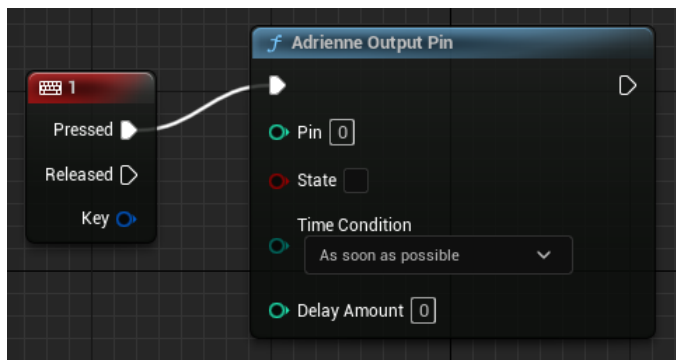 1
Pressed
Released
Key
Adrienne Output Pin
Pin 0
State
Time Condition
As soon as possible
Delay Amount 0